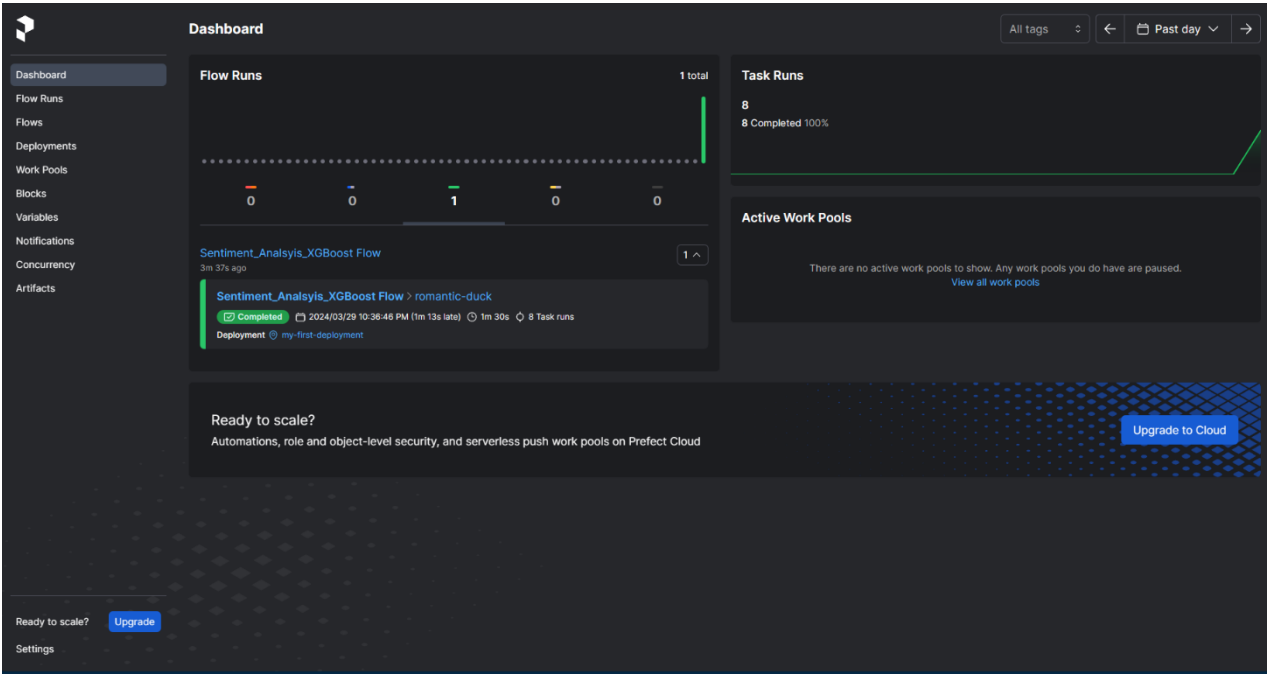 Dashboard
All tags
Past day
Dashboard
Flow Runs
Flows
Deployments
Work Pools
Blocks
Variables
Notifications
Concurrency
Artifacts
Flow Runs
1 total
0
0
1
0
0
Sentiment_Analsyis_XGBoost Flow
1
3m 37s ago
Sentiment_Analsyis_XGBoost Flow > romantic-duck
Completed 2024/03/29 10:36:46 PM (1m 13s late) 1m 30s 8 Task runs
Deployment my-first-deployment
Task Runs
8
8 Completed 100%
Active Work Pools
There are no active work pools to show. Any work pools you do have are paused.
View all work pools
Ready to scale?
Automations, role and object-level security, and serverless push work pools on Prefect Cloud
Upgrade to Cloud
Ready to scale?
Upgrade
Settings